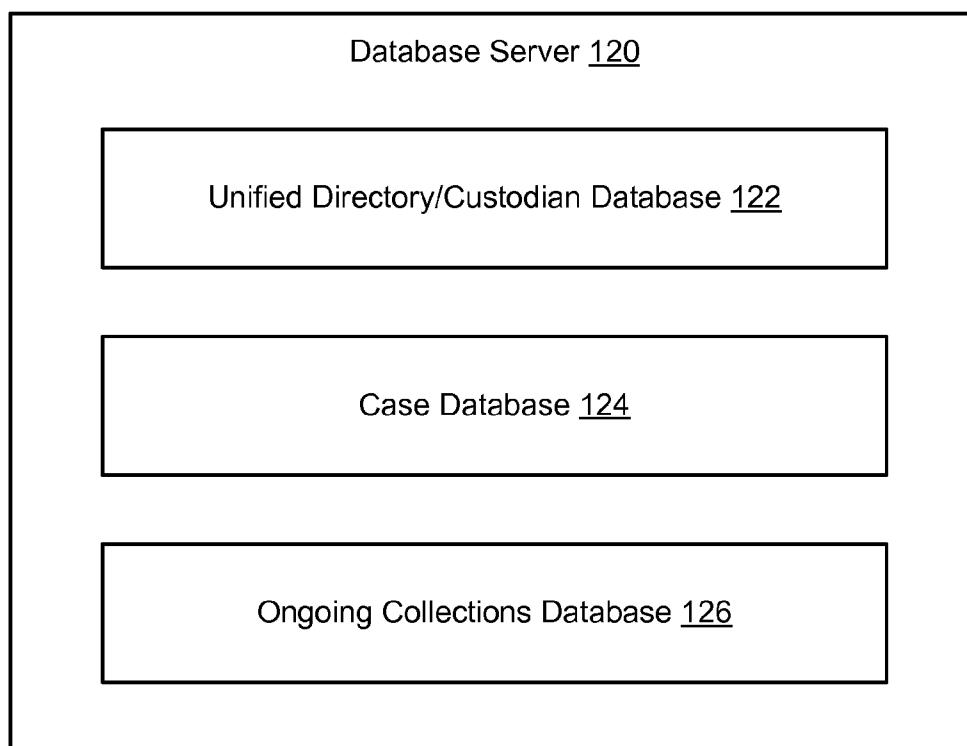 Database Server 120
Unified Directory/Custodian Database 122
Case Database 124
Ongoing Collections Database 126